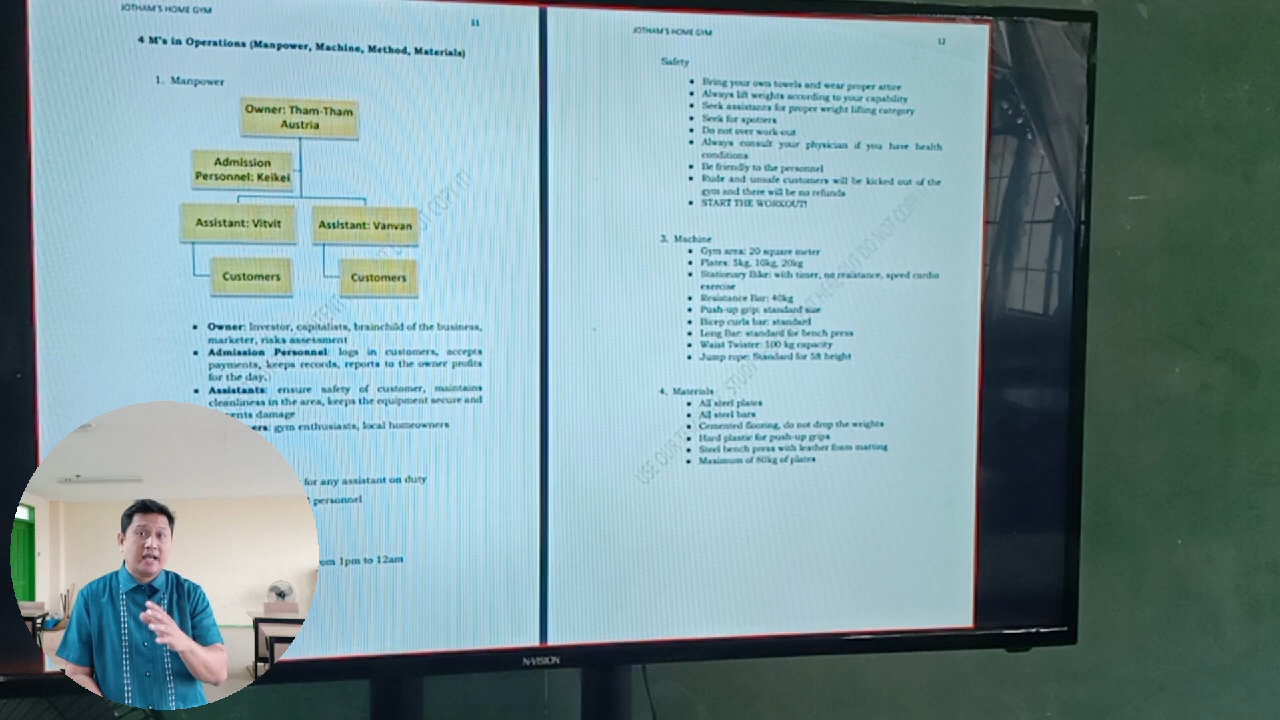 JOTHAM'S HOME GYM
11
4 M's in Operations (Manpower, Machine, Method, Materials)
1. Manpower
Owner: Tham-Tham
Austria
Admission
Personnel: Keikei
Assistant: Vitvit
Assistant: Vanvan
Customers
Customers
• Owner: Investor, capitalists, brainchild of the business,
marketer, risks assessment
• Admission Personnel: logs in customers, accepts
payments, keeps records, reports to the owner profits
for the day.
• Assistants: ensure safety of customer, maintains
cleanliness in the area, keeps the equipment secure and
damage
gym enthusiasts, local homeowners
for any assistant on duty
personnel
1pm to 12am
JOTHAM'S HOME GYM
12
Safety
• Bring your own towels and wear proper attire
• Always lift weights according to your capability
• Seek assistants for proper weight lifting category
• Seek for spotters
• Do not over work-out
• Always consult your physician if you have health
conditions
• Be friendly to the personnel
• Rude and unsafe customers will be kicked out of the
gym and there will be no refunds
• START THE WORKOUT!
3. Machine
• Gym area: 20 square meter
• Plates: 5kg, 10kg, 20kg
• Stationary Bike: with timer, no resistance, speed cardio
exercise
• Resistance Bar: 40kg
• Push-up grip: standard size
• Bicep curls bar: standard
• Long Bar: standard for bench press
• Waist Twister: 100 kg capacity
• Jump rope: Standard for 5ft height
4. Materials
• All steel plates
• All steel bars
• Cemented flooring, do not drop the weights
• Hard plastic for push-up grips
• Steel bench press with leather foam matting
• Maximum of 80kg of plates
N-VISION